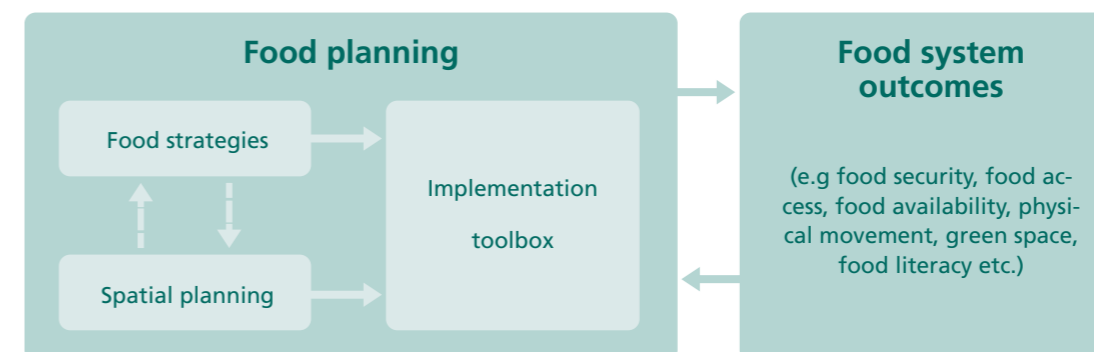 Food planning
Food strategies
Spatial planning
Implementation
toolbox
Food system
outcomes
(e.g food security, food ac-
cess, food availability, physi-
cal movement, green space,
food literacy etc.)